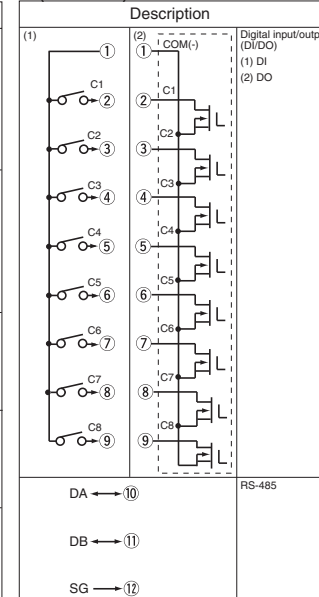 Description
(1)
①
C1
②
C2
③
C3
④
C4
⑤
C5
⑥
C6
⑦
C7
⑧
C8
⑨
(2)
① COM(-)
C1
②
C2
③
C3
④
C4
⑤
C5
⑥
C6
⑦
C7
⑧
C8
⑨
Digital input/outp
(DI/DO)
(1) DI
(2) DO
DA ⟷ ⑩
DB ⟷ ⑪
SG ⟶ ⑫
RS-485